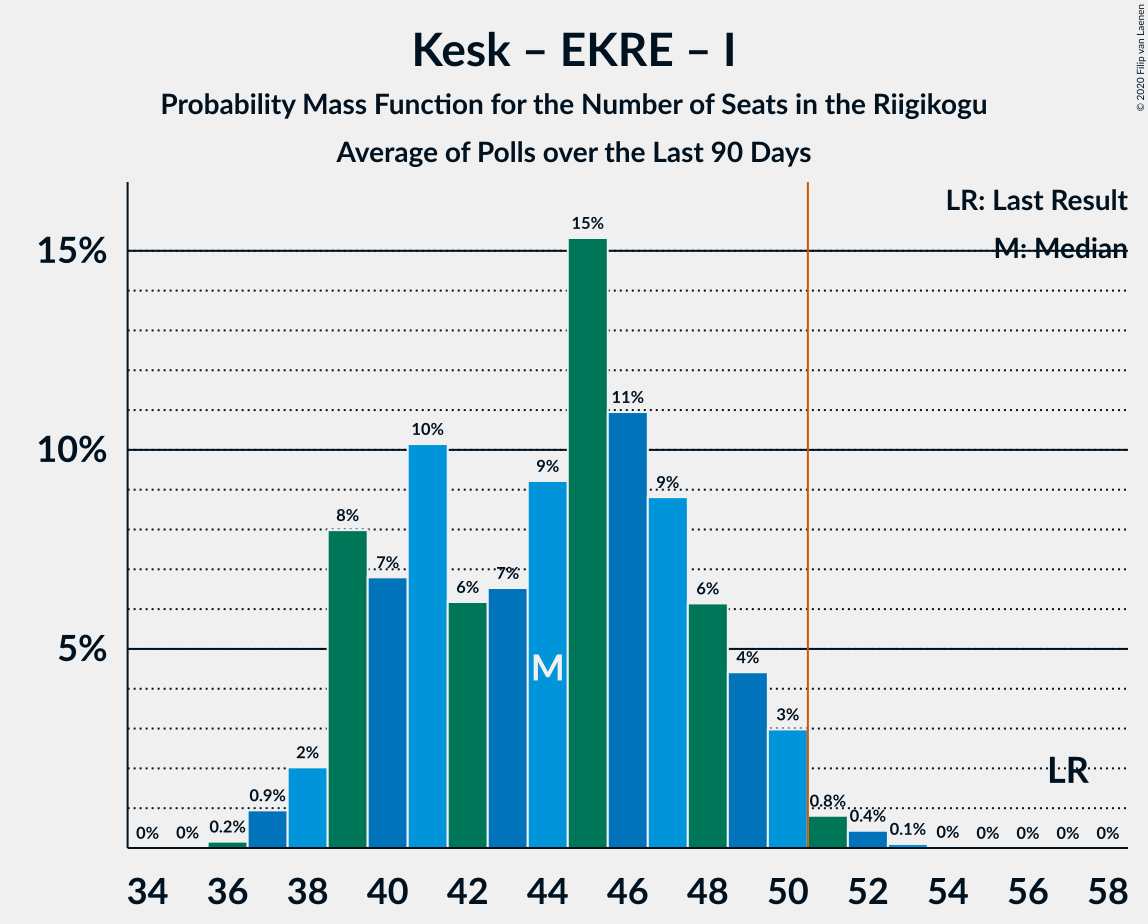 Kesk – EKRE – I
Probability Mass Function for the Number of Seats in the Riigikogu
Average of Polls over the Last 90 Days
© 2020 Filip van Laenen
LR: Last Result
M: Median
15%
10%
5%
0% 0% 0.2% 0.9% 2% 8% 7% 10% 6% 7% 9% 15% 11% 9% 6% 4% 3% 0.8% 0.4% 0.1% 0% 0% 0% 0% 0%
M
LR
34 36 38 40 42 44 46 48 50 52 54 56 58